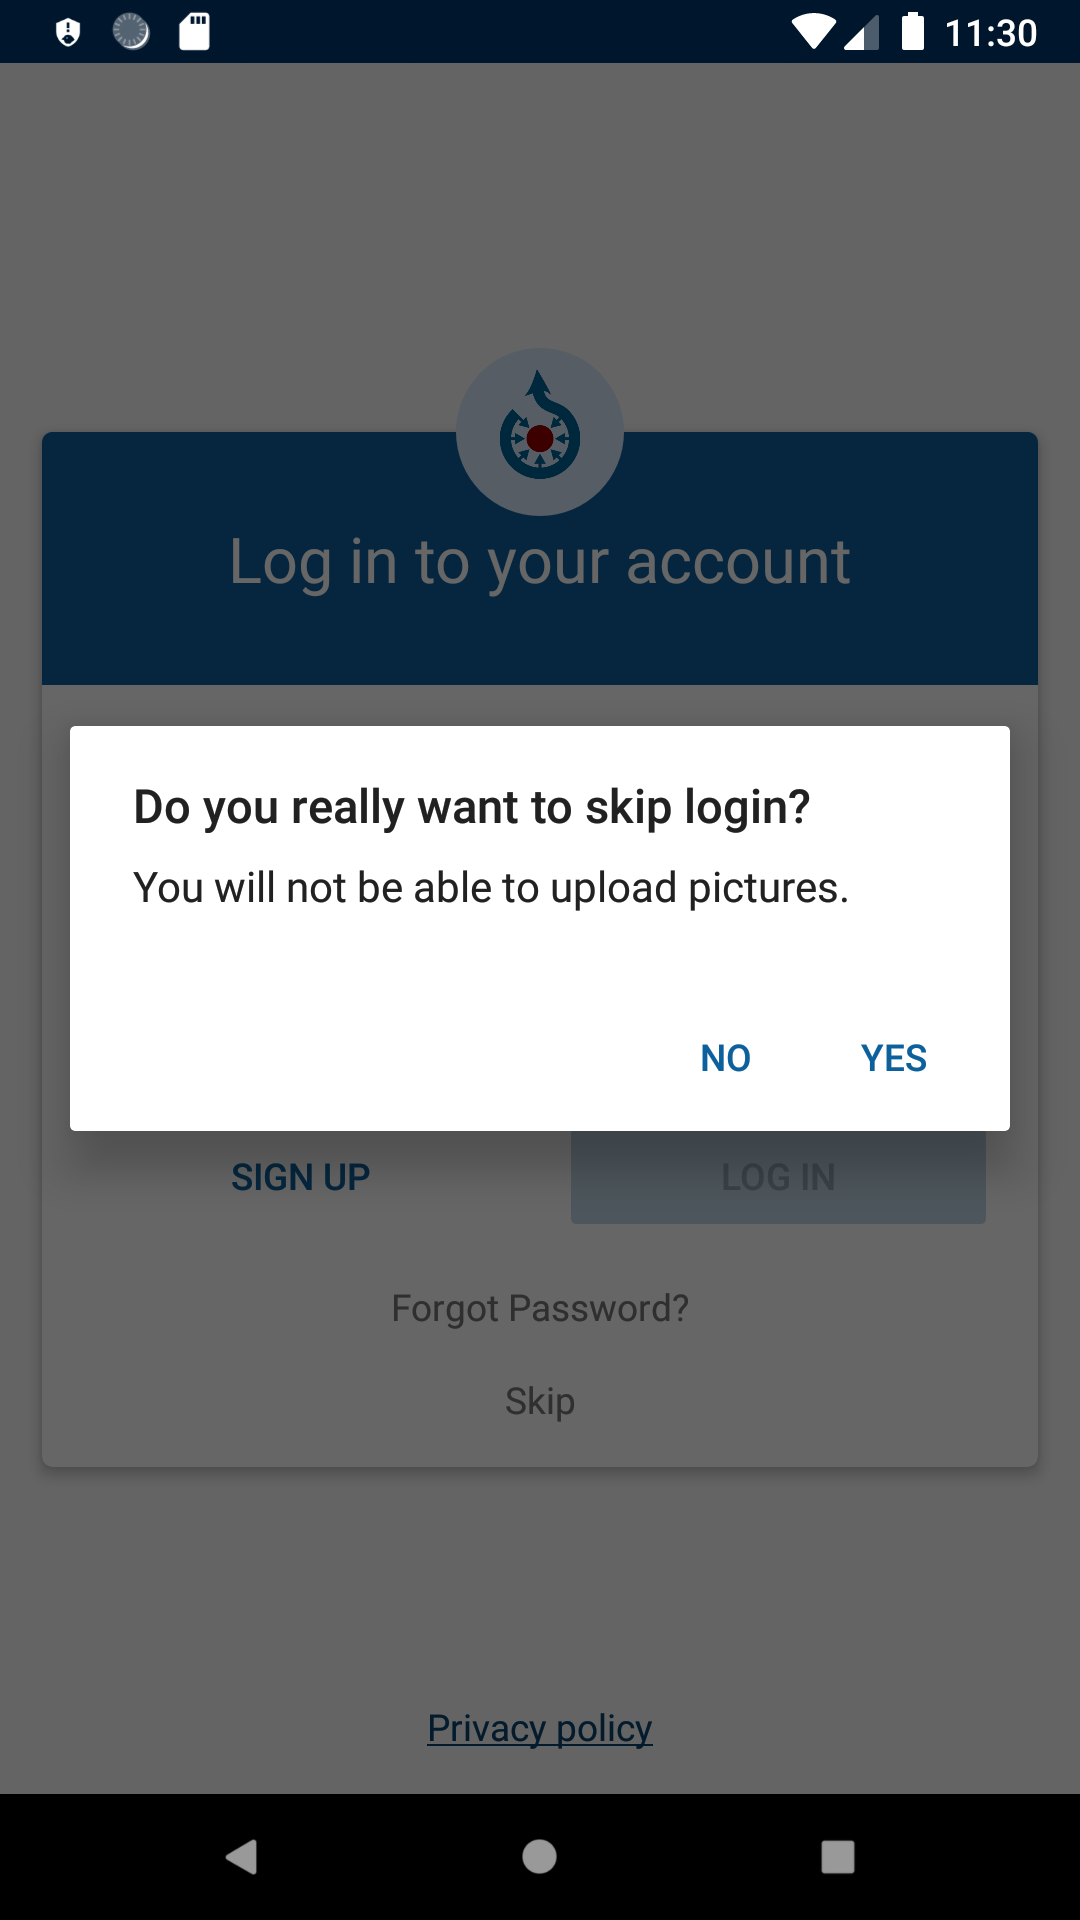 11:30
Log in to your account
Do you really want to skip login?
You will not be able to upload pictures.
NO
YES
SIGN UP
LOG IN
Forgot Password?
Skip
Privacy policy